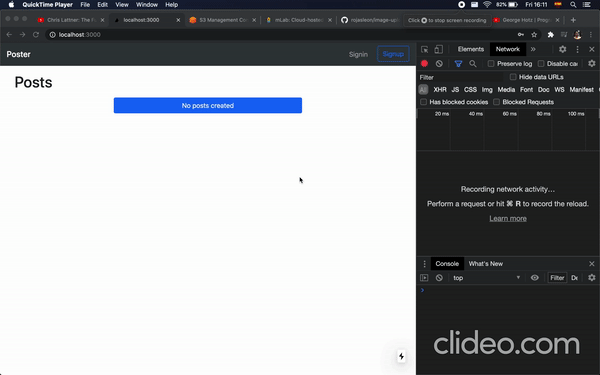 QuickTime Player File Edit View Window Help 82% Fri 16:11
Chris Lattner: The F localhost:3000 S3 Management Co mLab: Cloud-hoste rojasleon/image-upl Click to stop screen recording George Hotz | Progr
localhost:3000
Poster Signin Signup
Posts
No posts created
Elements Network
Preserve log Disable cac
Filter Hide data URLs
All XHR JS CSS Img Media Font Doc WS Manifest
Has blocked cookies Blocked Requests
20 ms 40 ms 60 ms 80 ms 100 ms
Recording network activity…
Perform a request or hit ⌘ R to record the reload.
Learn more
Console What's New
top Filter De
clideo.com